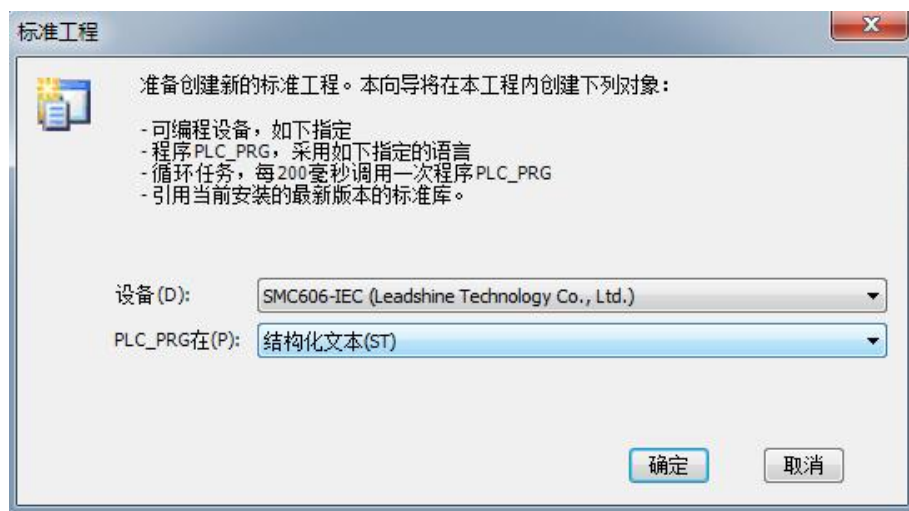 标准工程
准备创建新的标准工程。本向导将在本工程内创建下列对象：
-可编程设备，如下指定
-程序PLC_PRG，采用如下指定的语言
-循环任务，每200毫秒调用一次程序PLC_PRG
-引用当前安装的最新版本的标准库。
设备(D): SMC606-IEC (Leadshine Technology Co., Ltd.)
PLC_PRG在(P): 结构化文本(ST)
确定 取消